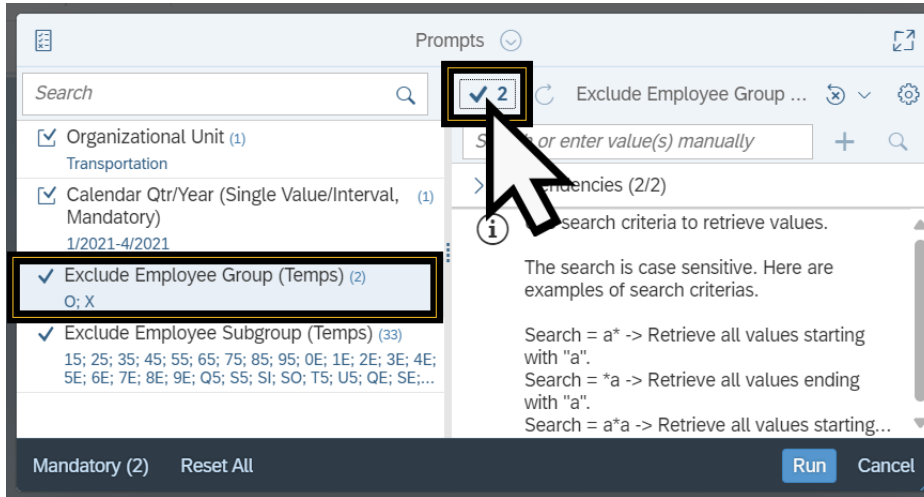 Prompts
Search
Organizational Unit (1)
Transportation
Calendar Qtr/Year (Single Value/Interval, (1)
Mandatory)
1/2021-4/2021
Exclude Employee Group (Temps) (2)
O; X
Exclude Employee Subgroup (Temps) (33)
15; 25; 35; 45; 55; 65; 75; 85; 95; 0E; 1E; 2E; 3E; 4E;
5E; 6E; 7E; 8E; 9E; Q5; S5; SI; SO; T5; U5; QE; SE;...
2
Exclude Employee Group ...
or enter value(s) manually
(2/2)
search criteria to retrieve values.
The search is case sensitive. Here are
examples of search criterias.
Search = a* -> Retrieve all values starting
with "a".
Search = *a -> Retrieve all values ending
with "a".
Search = a*a -> Retrieve all values starting...
Mandatory (2)
Reset All
Run
Cancel